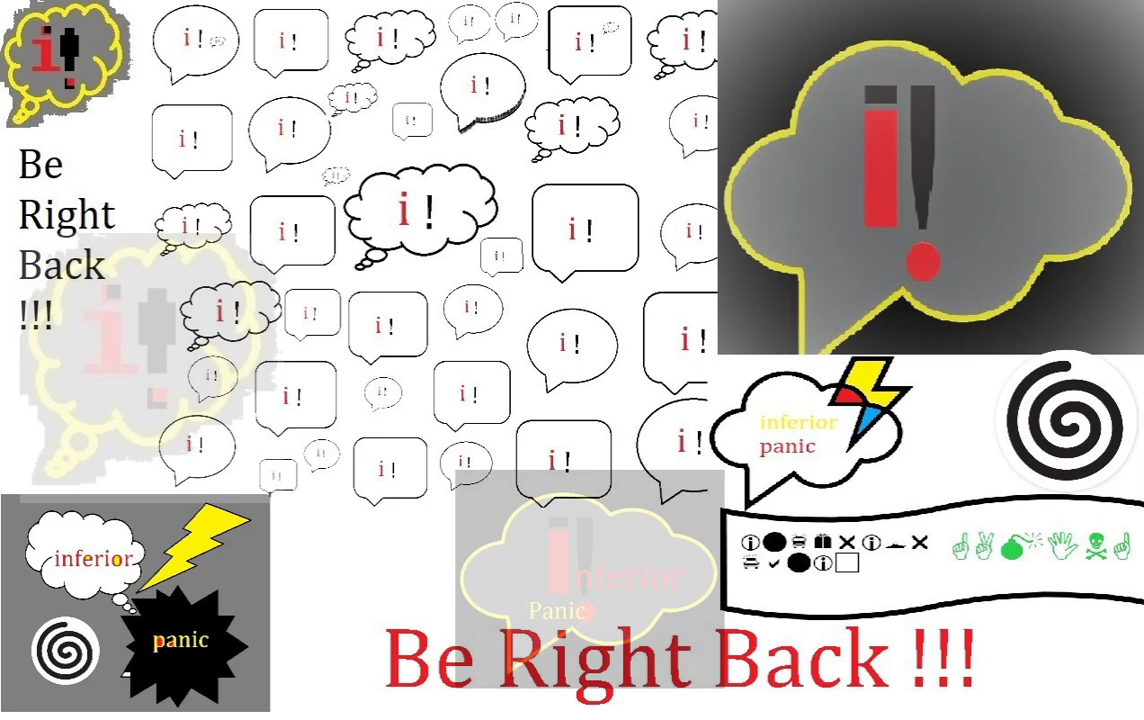 i!
i ! i ! i ! i ! i ! i ! i !
i ! i ! i ! i ! i ! i ! i !
Be
Right
Back
!!!
i ! i ! i ! i ! i ! i !
i!
i ! i ! i ! i ! i ! i !
i ! i ! i ! i !
i ! i ! i ! i ! i ! i ! i !
i!
inferior
panic
inferior
panic
inferior
Panic
Be Right Back !!!